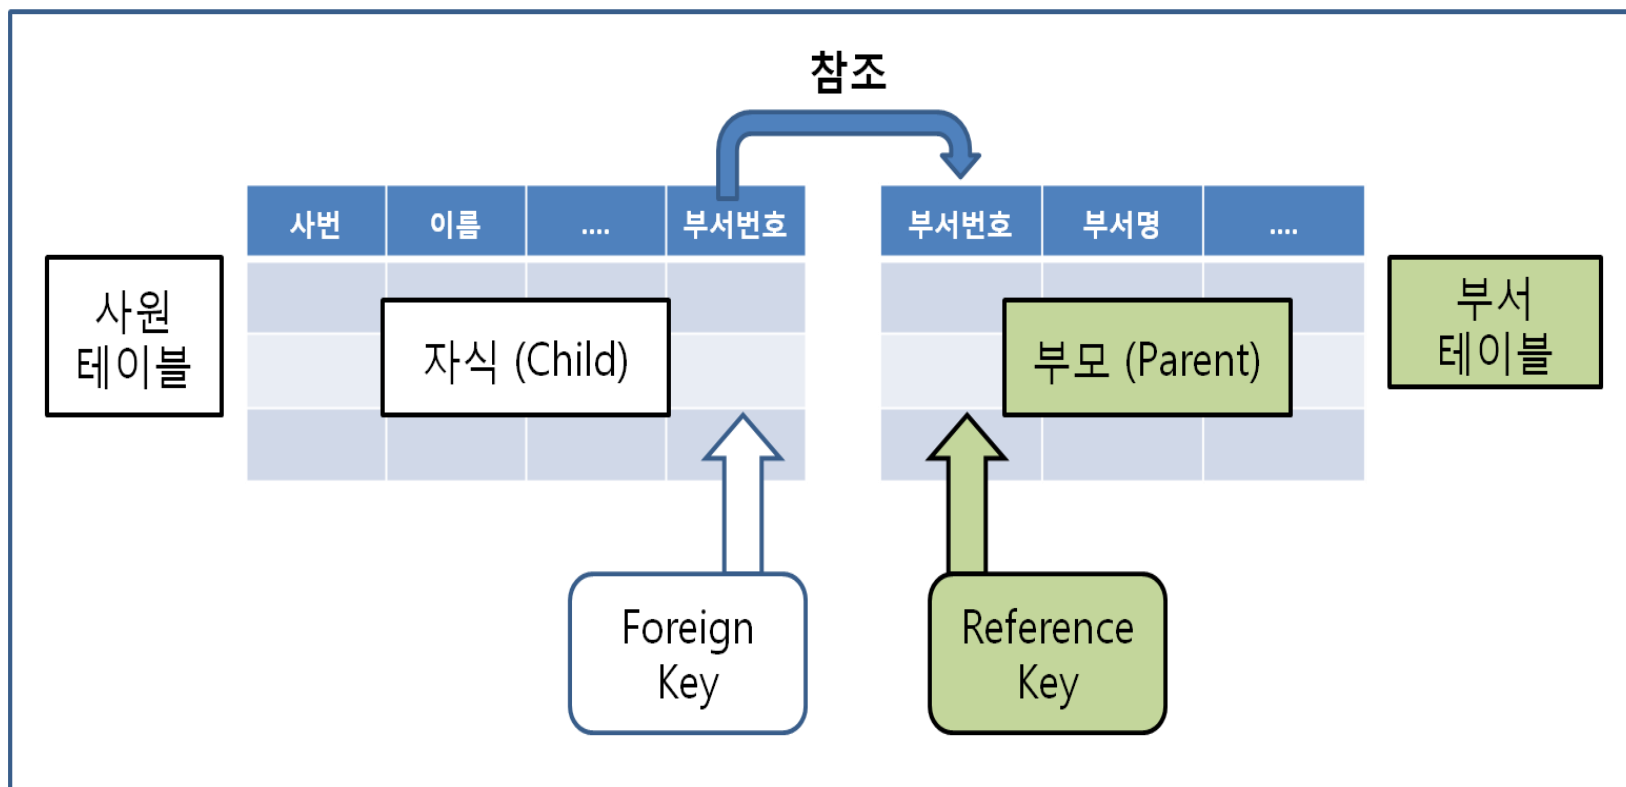 참조
사번 이름 .... 부서번호
부서번호 부서명 ....
사원
테이블
자식 (Child)
부모 (Parent)
부서
테이블
Foreign
Key
Reference
Key